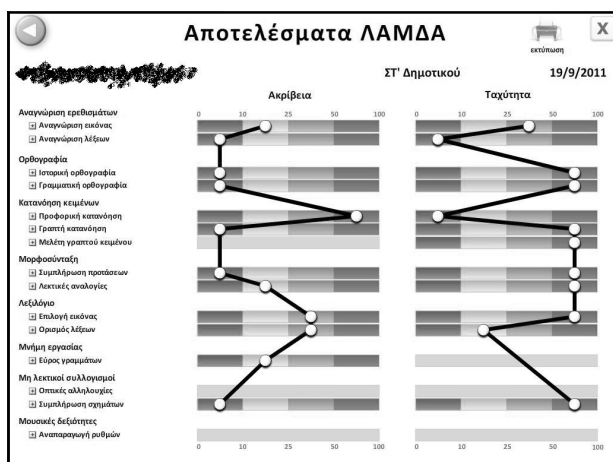 Αποτελέσματα ΛΑΜΔΑ
εκτύπωση
X
ΣΤ' Δημοτικού 19/9/2011
Ακρίβεια Ταχύτητα
0 10 25 50 100 0 10 25 50 100
Αναγνώριση ερεθισμάτων
Αναγνώριση εικόνας
Αναγνώριση λέξεων
Ορθογραφία
Ιστορική ορθογραφία
Γραμματική ορθογραφία
Κατανόηση κειμένων
Προφορική κατανόηση
Γραπτή κατανόηση
Μελέτη γραπτού κειμένου
Μορφοσύνταξη
Συμπλήρωση προτάσεων
Λεκτικές αναλογίες
Λεξιλόγιο
Επιλογή εικόνας
Ορισμός λέξεων
Μνήμη εργασίας
Εύρος γραμμάτων
Μη λεκτικοί συλλογισμοί
Οπτικές αλληλουχίες
Συμπλήρωση σχημάτων
Μουσικές δεξιότητες
Αναπαραγωγή ρυθμών
0 10 25 50 100 0 10 25 50 100